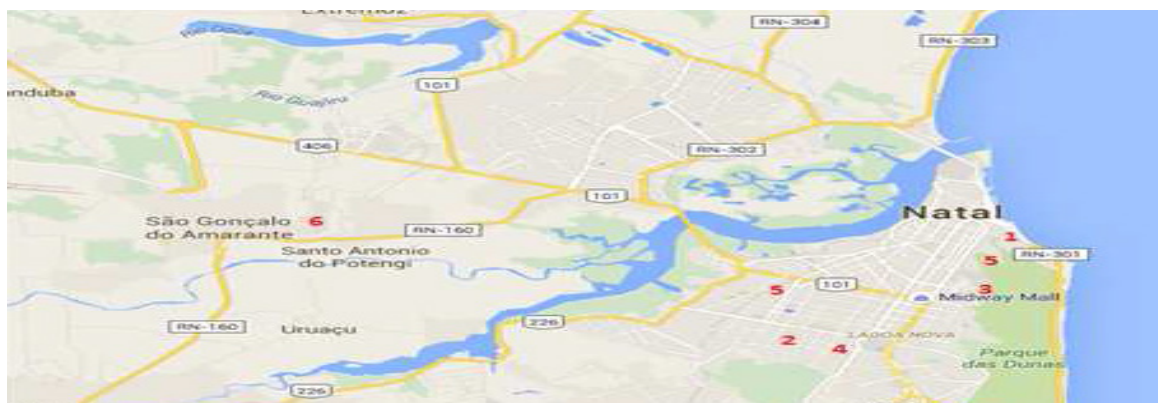 Extremoz
RN-304
RN-303
Rio Doce
101
anduba
Rio Guajiru
406
RN-302
101
Natal
São Gonçalo
do Amarante
6
RN-160
1
Santo Antonio
do Potengi
5
RN-301
5
101
3
Midway Mall
RN-160
Uruaçu
226
2
4
LAGOA NOVA
Parque
das Dunas
226